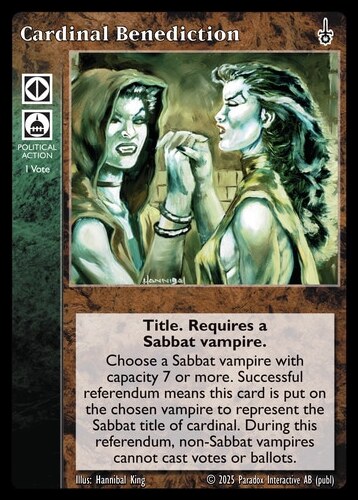 Cardinal Benediction
POLITICAL
ACTION
1 Vote
HANNIBAL
Title. Requires a
Sabbat vampire.
Choose a Sabbat vampire with
capacity 7 or more. Successful
referendum means this card is put on
the chosen vampire to represent the
Sabbat title of cardinal. During this
referendum, non-Sabbat vampires
cannot cast votes or ballots.
Illus: Hannibal King © 2025 Paradox Interactive AB (publ)